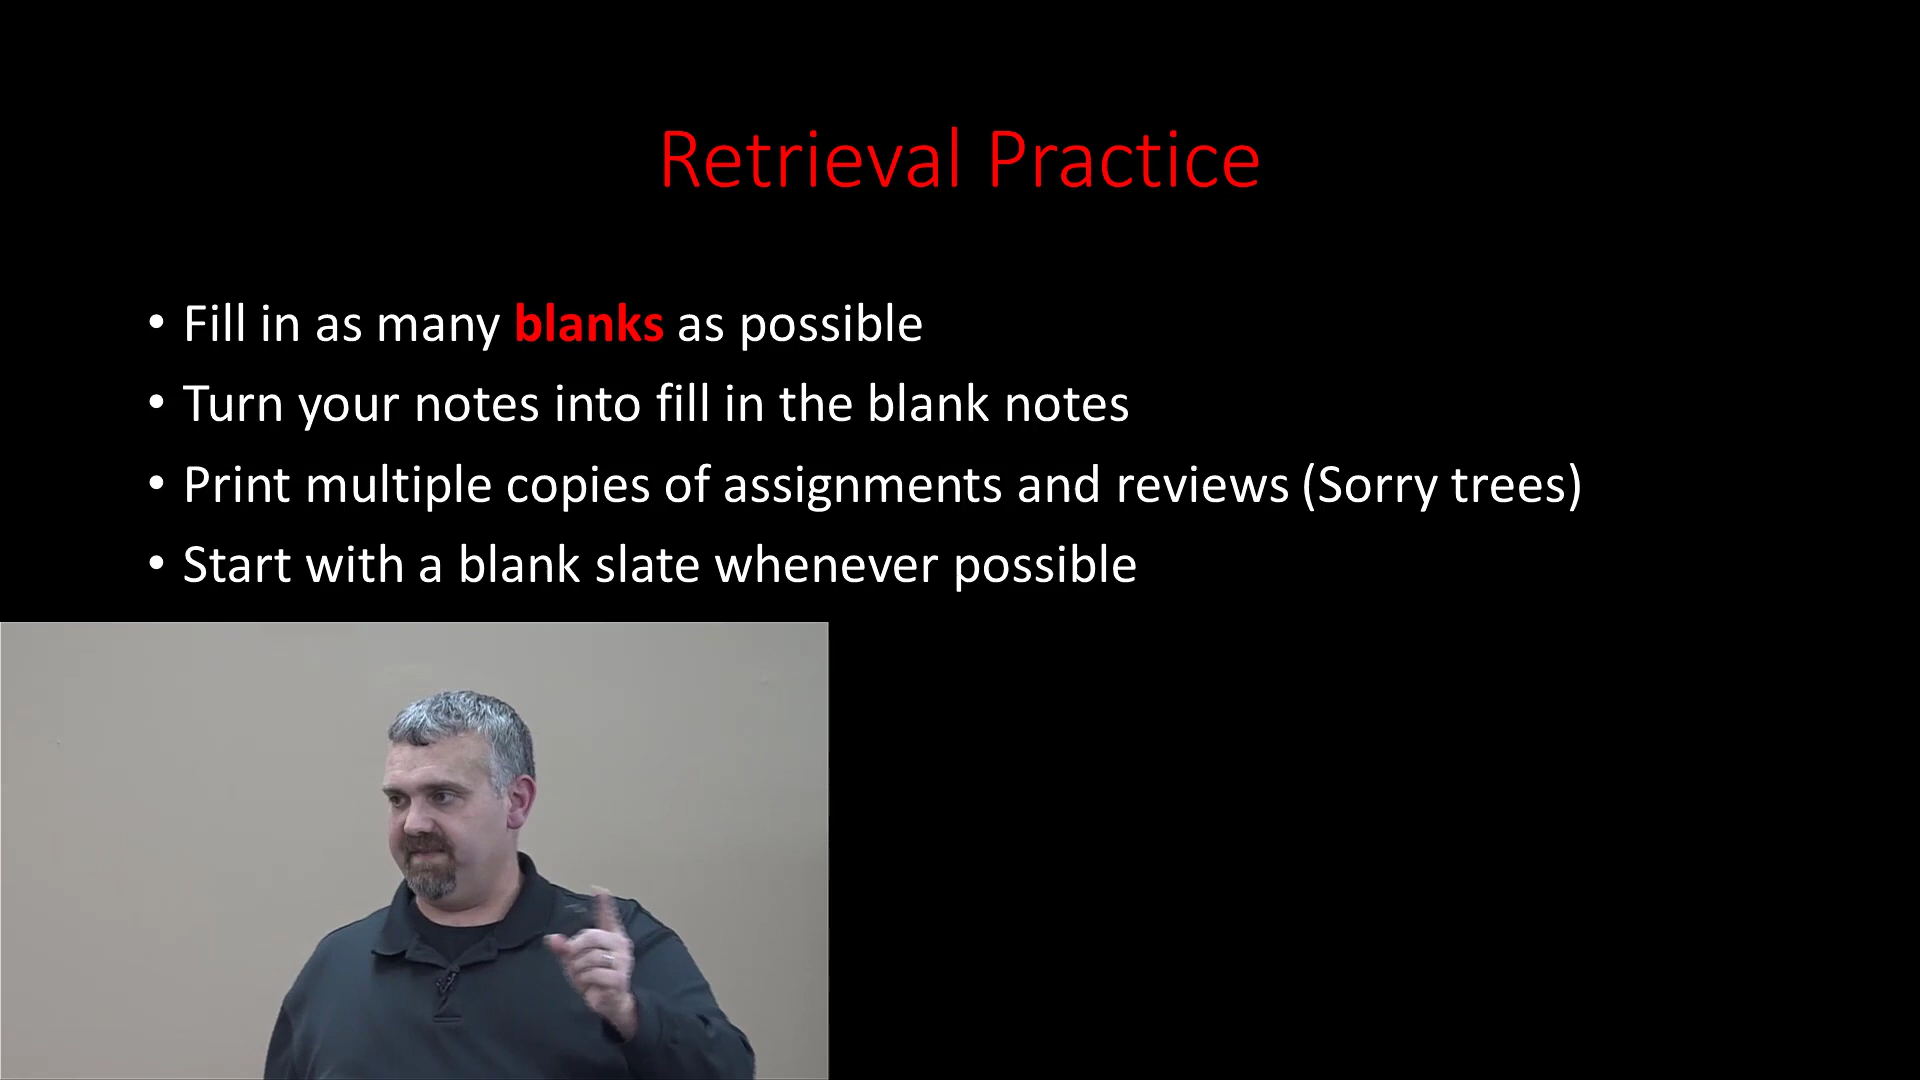 Retrieval Practice
• Fill in as many blanks as possible
• Turn your notes into fill in the blank notes
• Print multiple copies of assignments and reviews (Sorry trees)
• Start with a blank slate whenever possible